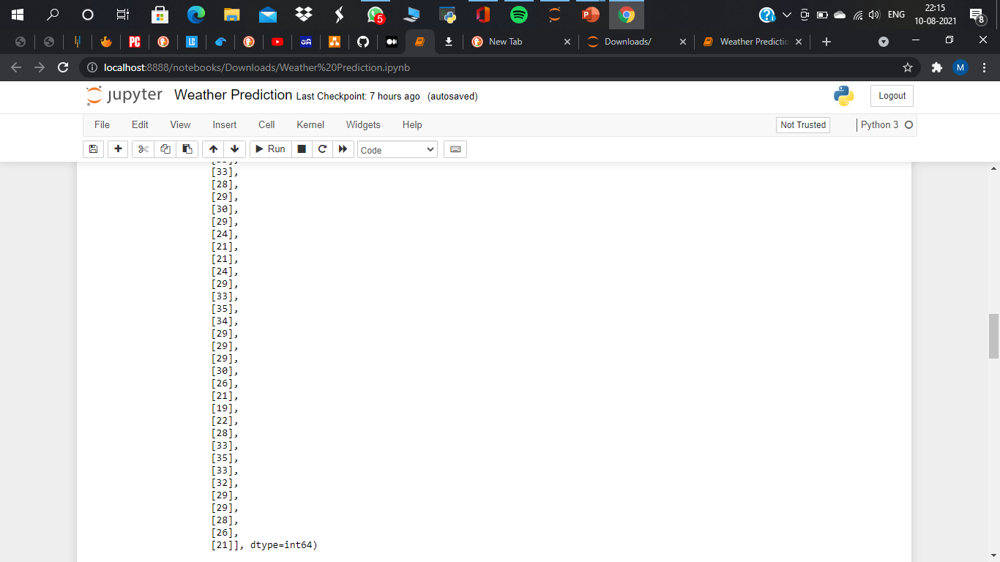 5
ENG
22:15
10-08-2021
8
PC
LC
GA
New Tab
Downloads/
Weather Predictio
localhost:8888/notebooks/Downloads/Weather%20Prediction.ipynb
M
jupyter Weather Prediction Last Checkpoint: 7 hours ago (autosaved)
Logout
File Edit View Insert Cell Kernel Widgets Help
Not Trusted
Python 3
Run
Code
[33],
[28],
[29],
[30],
[29],
[24],
[21],
[21],
[24],
[29],
[33],
[35],
[34],
[29],
[29],
[29],
[30],
[26],
[21],
[19],
[22],
[28],
[33],
[35],
[33],
[32],
[29],
[29],
[28],
[26],
[21]], dtype=int64)